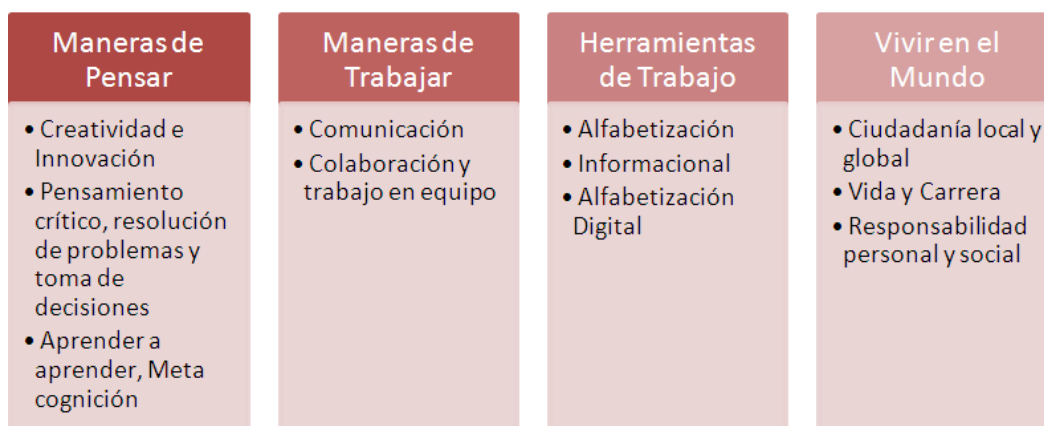 Maneras de
Pensar
• Creatividad e
Innovación
• Pensamiento
crítico, resolución
de problemas y
toma de
decisiones
• Aprender a
aprender, Meta
cognición
Maneras de
Trabajar
• Comunicación
• Colaboración y
trabajo en equipo
Herramientas
de Trabajo
• Alfabetización
• Informacional
• Alfabetización
Digital
Vivir en el
Mundo
• Ciudadanía local y
global
• Vida y Carrera
• Responsabilidad
personal y social